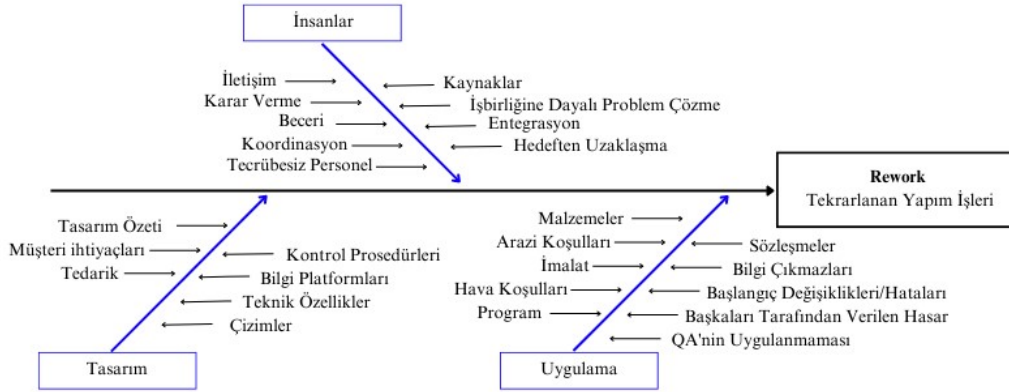 İnsanlar
İletişim
Kaynaklar
Karar Verme
İşbirliğine Dayalı Problem Çözme
Beceri
Entegrasyon
Koordinasyon
Hedeften Uzaklaşma
Tecrübesiz Personel
Rework
Tekrarlanan Yapım İşleri
Tasarım Özeti
Müşteri ihtiyaçları
Kontrol Prosedürleri
Tedarik
Bilgi Platformları
Teknik Özellikler
Çizimler
Tasarım
Malzemeler
Arazi Koşulları
Sözleşmeler
İmalat
Bilgi Çıkmazları
Hava Koşulları
Başlangıç Değişiklikleri/Hataları
Program
Başkaları Tarafından Verilen Hasar
QA'nin Uygulanmaması
Uygulama